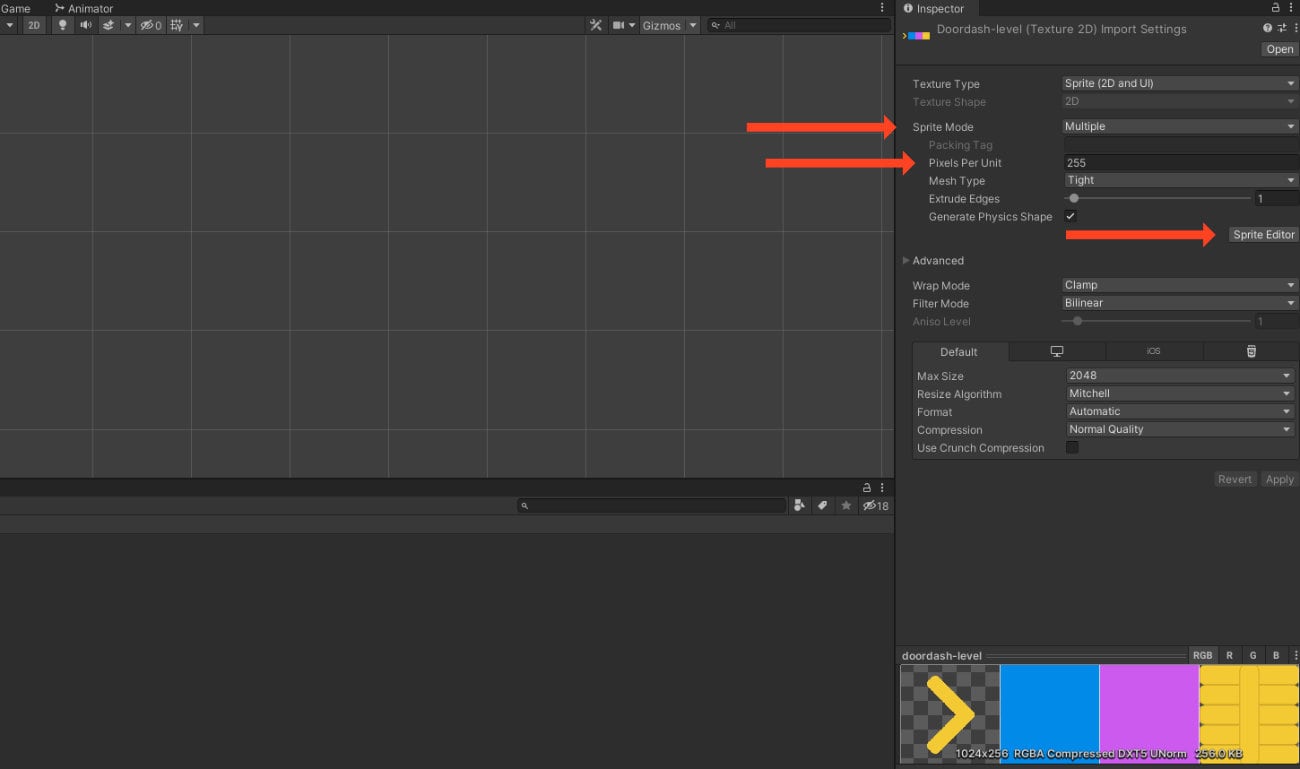 Game Animator
2D 0 Gizmos All
Inspector
Doordash-level (Texture 2D) Import Settings
Open
Texture Type Sprite (2D and UI)
Texture Shape 2D
Sprite Mode Multiple
Packing Tag
Pixels Per Unit 255
Mesh Type Tight
Extrude Edges 1
Generate Physics Shape
Sprite Editor
Advanced
Wrap Mode Clamp
Filter Mode Bilinear
Aniso Level 1
Default iOS
Max Size 2048
Resize Algorithm Mitchell
Format Automatic
Compression Normal Quality
Use Crunch Compression
Revert Apply
18
doordash-level RGB R G B
1024x256 RGBA Compressed DXT5 UNorm 256.0 KB